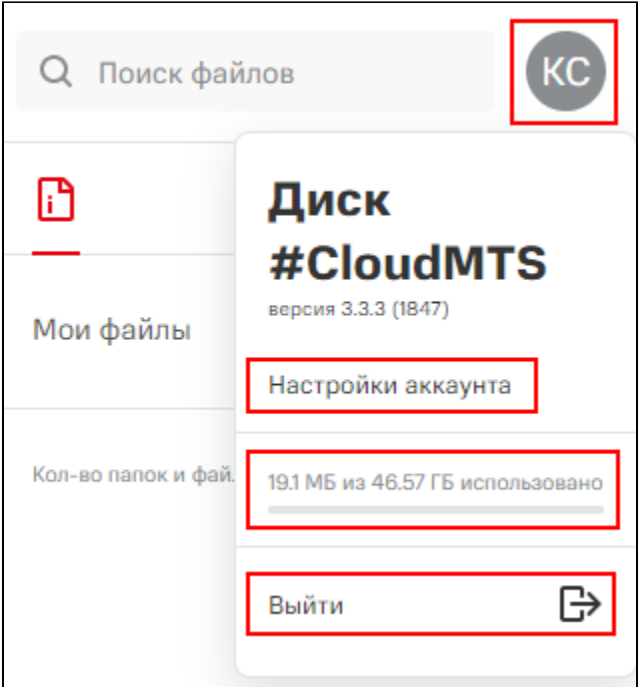 Поиск файлов
КС
Диск
#CloudMTS
версия 3.3.3 (1847)
Мои файлы
Настройки аккаунта
Кол-во папок и фай.
19.1 МБ из 46.57 ГБ использовано
Выйти